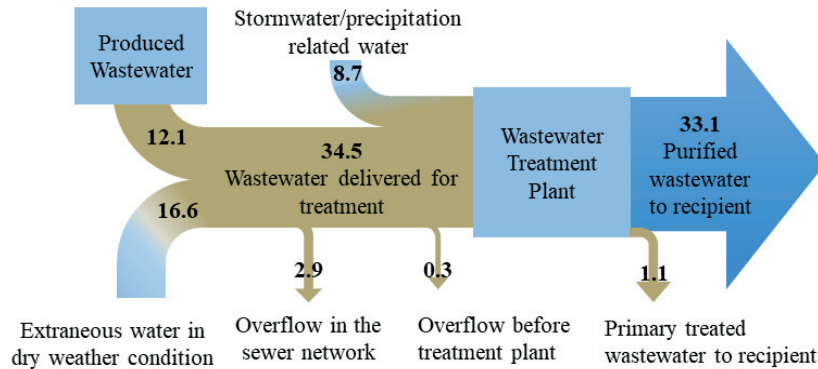 Produced
Wastewater
Stormwater/precipitation
related water
8.7
12.1
34.5
Wastewater delivered for
treatment
Wastewater
Treatment
Plant
33.1
Purified
wastewater
to recipient
16.6
2.9
0.3
1.1
Extraneous water in
dry weather condition
Overflow in the
sewer network
Overflow before
treatment plant
Primary treated
wastewater to recipient